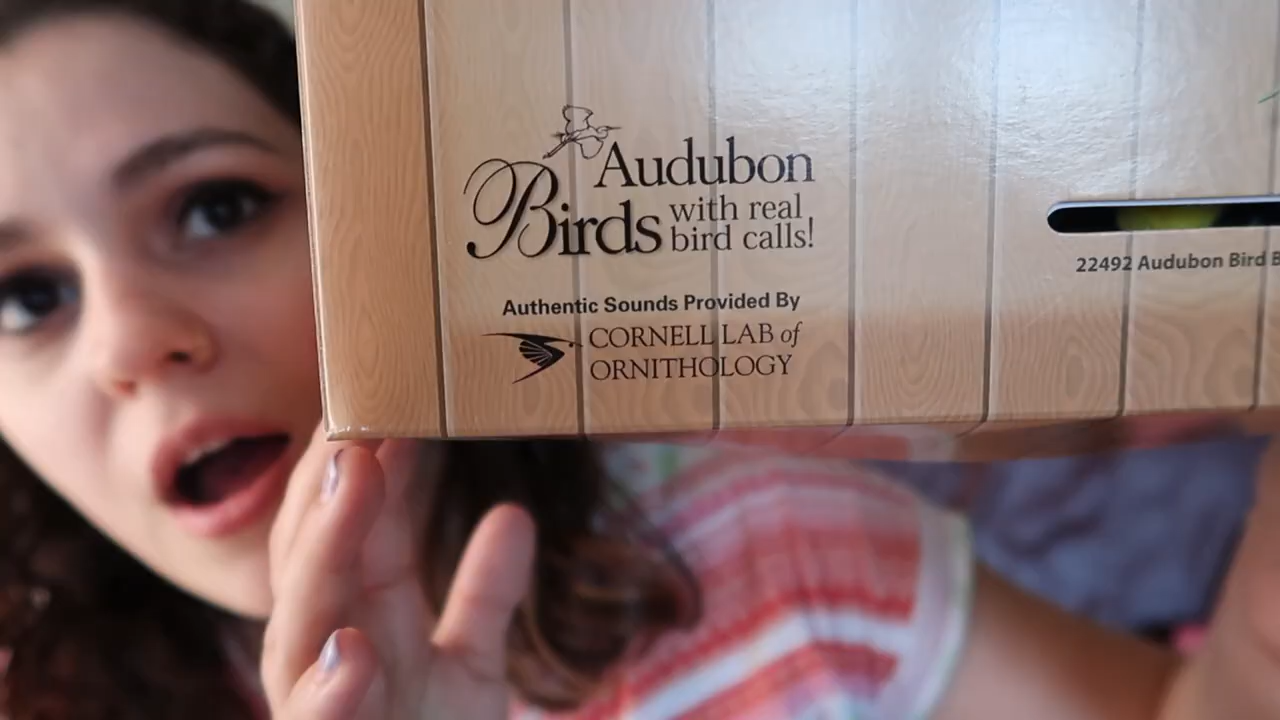 Audubon
Birds with real
bird calls!
Authentic Sounds Provided By
CORNELL LAB of
ORNITHOLOGY
22492 Audubon Bird